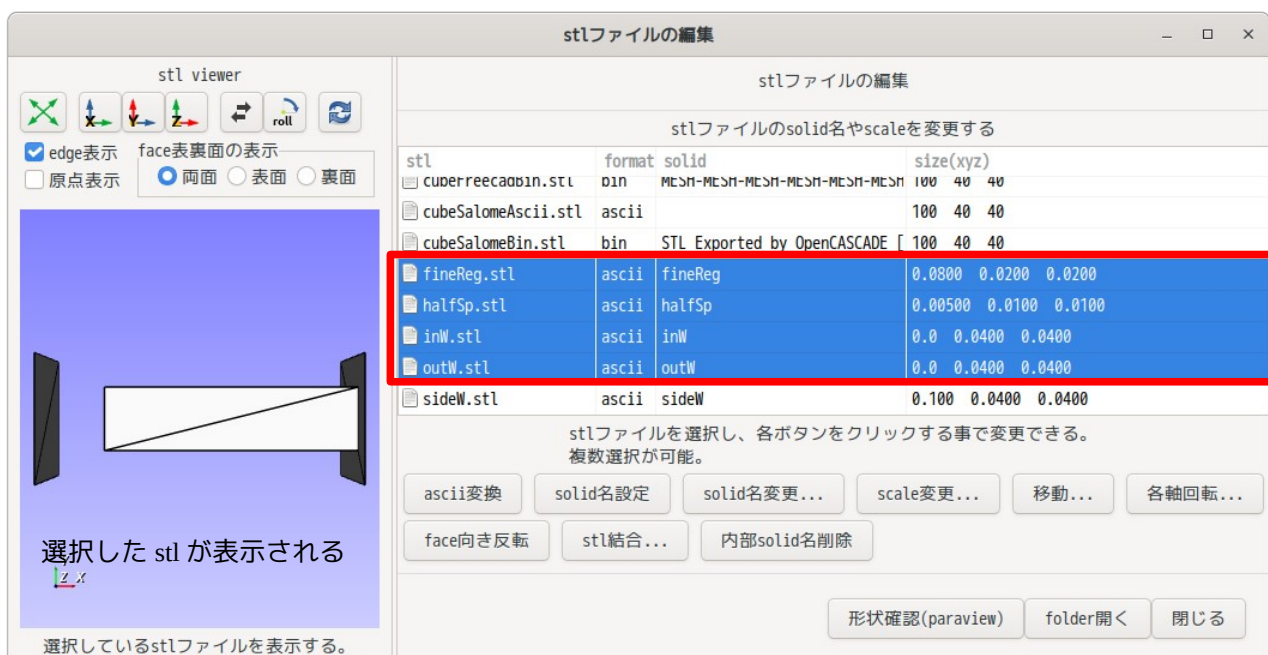 stlファイルの編集
stl viewer
roll
edge表示
face表裏面の表示
原点表示
両面
表面
裏面
選択した stl が表示される
Z X
選択しているstlファイルを表示する。
stlファイルの編集
stlファイルのsolid名やscaleを変更する
stl format solid size(xyz)
cubeFreecadBin.stl bin MESH-MESH-MESH-MESH-MESH-MESH 100 40 40
cubeSalomeAscii.stl ascii 100 40 40
cubeSalomeBin.stl bin STL Exported by OpenCASCADE [ 100 40 40
fineReg.stl ascii fineReg 0.0800 0.0200 0.0200
halfSp.stl ascii halfSp 0.00500 0.0100 0.0100
inW.stl ascii inW 0.0 0.0400 0.0400
outW.stl ascii outW 0.0 0.0400 0.0400
sideW.stl ascii sideW 0.100 0.0400 0.0400
stlファイルを選択し、各ボタンをクリックする事で変更できる。
複数選択が可能。
ascii変換 solid名設定 solid名変更... scale変更... 移動... 各軸回転...
face向き反転 stl結合... 内部solid名削除
形状確認(paraview) folder開く 閉じる